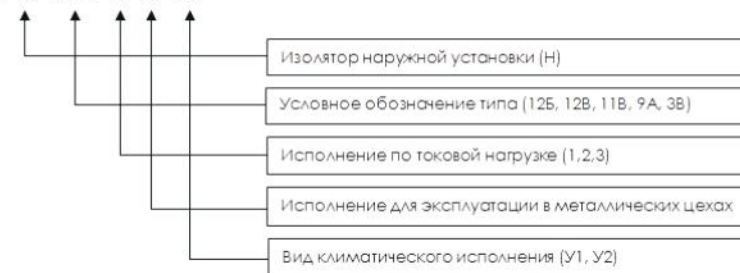 Изолятор наружной установки (Н)
Условное обозначение типа (12Б, 12В, 11В, 9А, 3В)
Исполнение по токовой нагрузке (1,2,3)
Исполнение для эксплуатации в металлических цехах
Вид климатического исполнения (У1, У2)